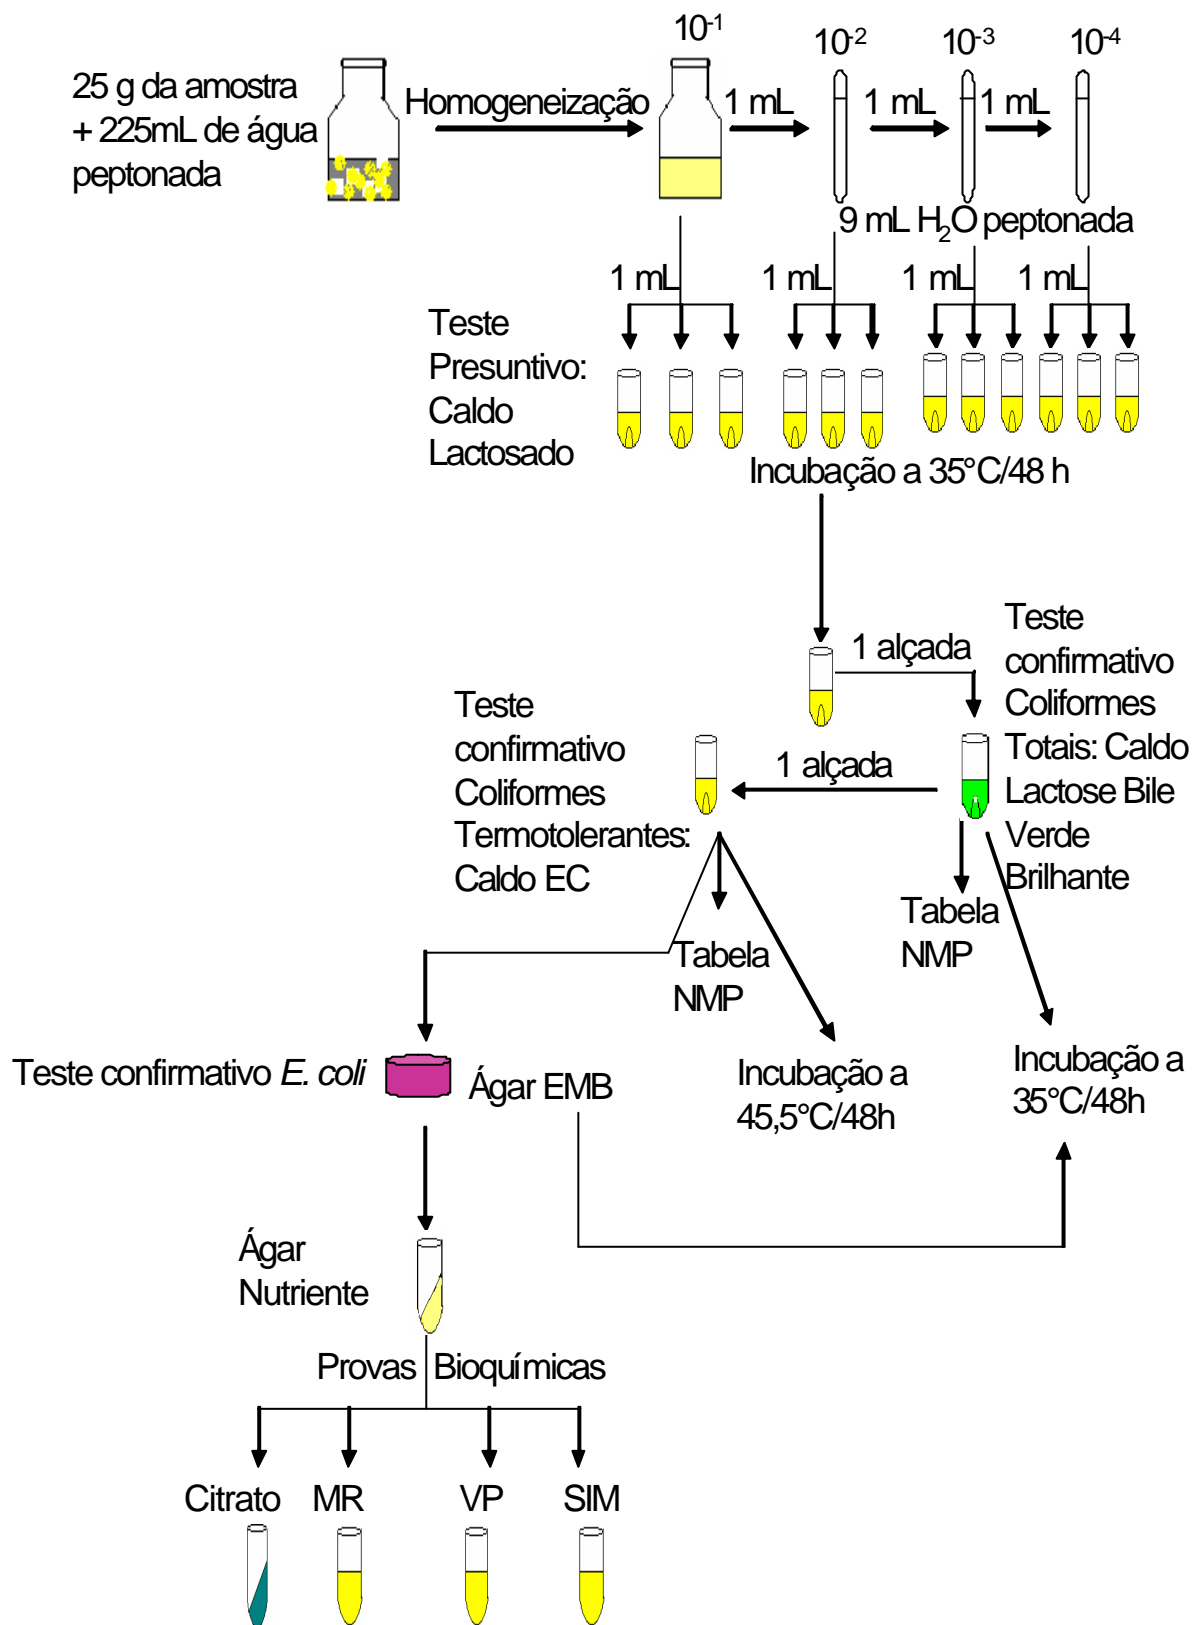 10⁻¹
10⁻²
10⁻³
10⁻⁴
25 g da amostra
+ 225mL de água
peptonada
Homogeneização
1 mL
1 mL
1 mL
9 mL H₂O peptonada
1 mL
1 mL
1 mL
1 mL
Teste
Presuntivo:
Caldo
Lactosado
Incubação a 35°C/48 h
1 alçada
Teste
confirmativo
Coliformes
Totais: Caldo
Lactose Bile
Verde
Brilhante
Teste
confirmativo
Coliformes
Termotolerantes:
Caldo EC
1 alçada
Tabela
NMP
Tabela
NMP
Teste confirmativo E. coli
Ágar EMB
Incubação a
45,5°C/48h
Incubação a
35°C/48h
Ágar
Nutriente
Provas Bioquímicas
Citrato
MR
VP
SIM